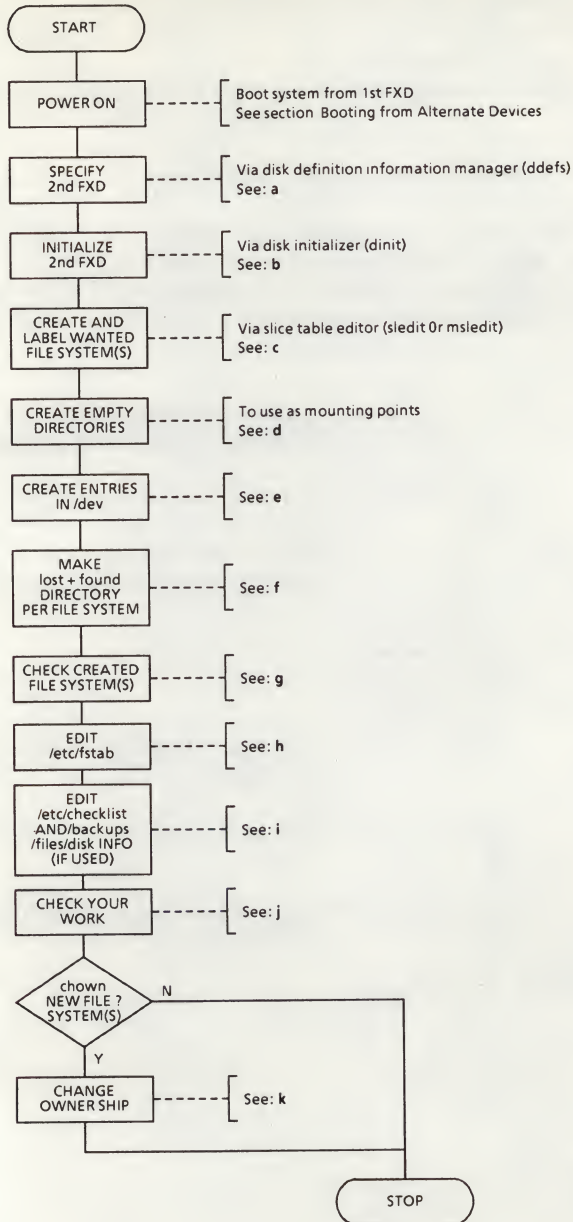 START
POWER ON
Boot system from 1st FXD
See section Booting from Alternate Devices
SPECIFY
2nd FXD
Via disk definition information manager (ddefs)
See: a
INITIALIZE
2nd FXD
Via disk initializer (dinit)
See: b
CREATE AND
LABEL WANTED
FILE SYSTEM(S)
Via slice table editor (sledit 0r msledit)
See: c
CREATE EMPTY
DIRECTORIES
To use as mounting points
See: d
CREATE ENTRIES
IN /dev
See: e
MAKE
lost + found
DIRECTORY
PER FILE SYSTEM
See: f
CHECK CREATED
FILE SYSTEM(S)
See: g
EDIT
/etc/fstab
See: h
EDIT
/etc/checklist
AND/backups
/files/disk INFO
(IF USED)
See: i
CHECK YOUR
WORK
See: j
chown
NEW FILE ?
SYSTEM(S)
N
Y
CHANGE
OWNER SHIP
See: k
STOP